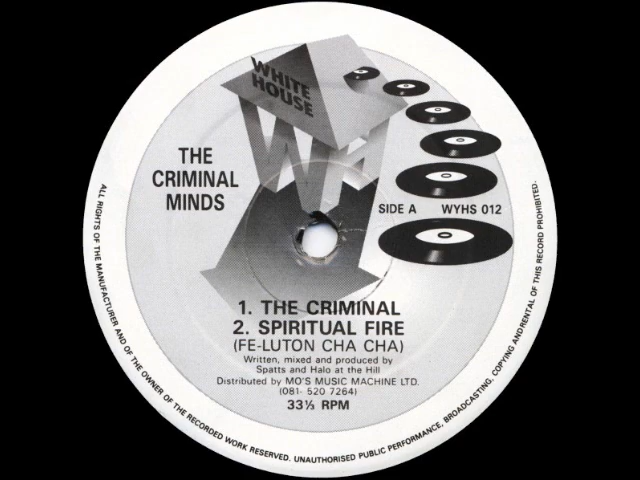 WHITE
HOUSE
WH
THE
CRIMINAL
MINDS
SIDE A WYHS 012
1. THE CRIMINAL
2. SPIRITUAL FIRE
(FE-LUTON CHA CHA)
Written, mixed and produced by
Spatts and Halo at the Hill
Distributed by MO'S MUSIC MACHINE LTD.
(081- 520 7264)
33⅓ RPM
ALL RIGHTS OF THE MANUFACTURER AND OF THE OWNER OF THE RECORDED WORK RESERVED. UNAUTHORISED PUBLIC PERFORMANCE, BROADCASTING, COPYING ANDRENTAL OF THIS RECORD PROHIBITED.